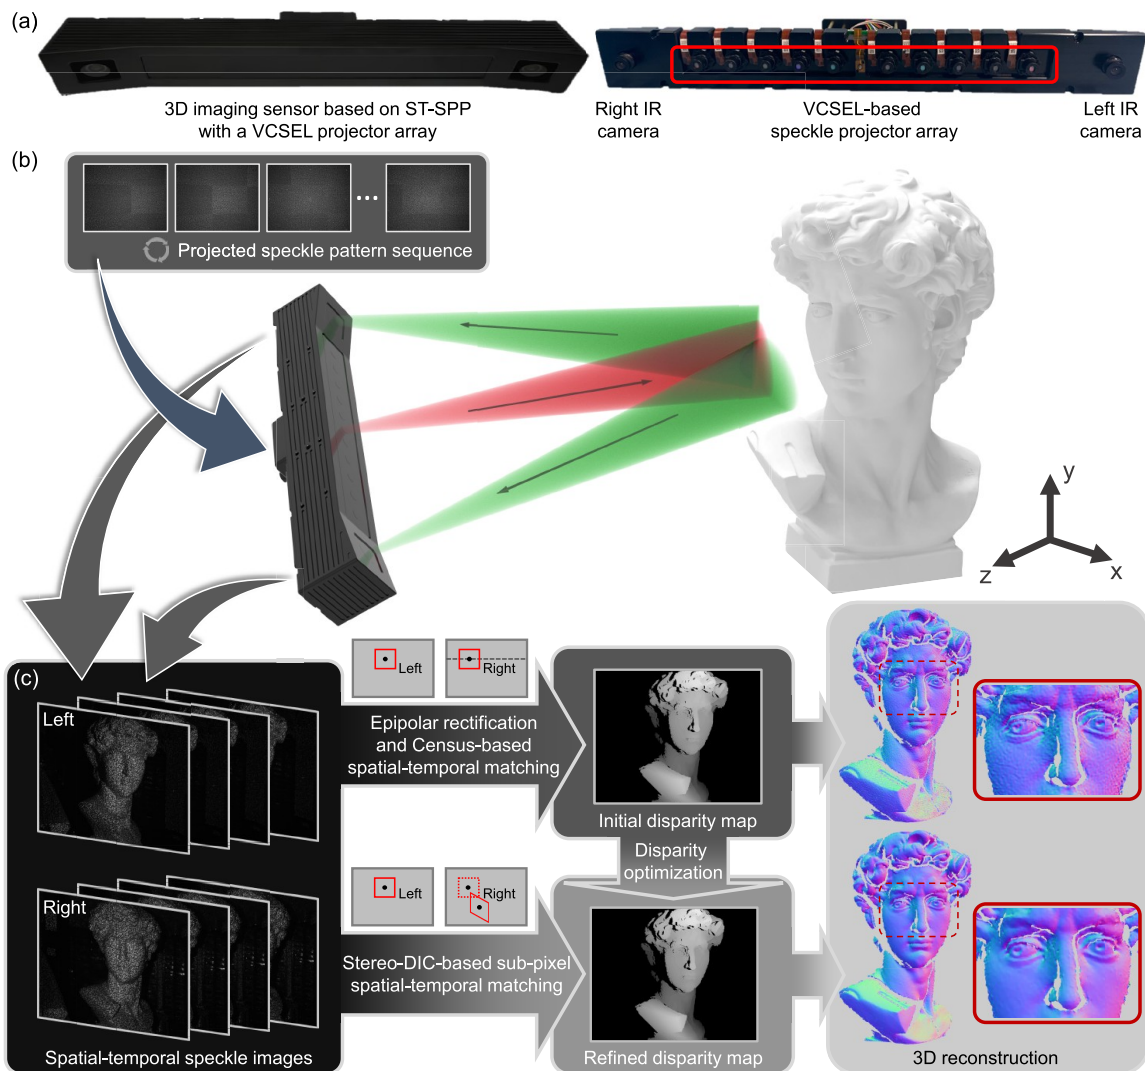 (a)
3D imaging sensor based on ST-SPP
with a VCSEL projector array
Right IR
camera
VCSEL-based
speckle projector array
Left IR
camera
(b)
Projected speckle pattern sequence
y
z
x
(c)
Left
Right
Spatial-temporal speckle images
Left
Right
Epipolar rectification
and Census-based
spatial-temporal matching
Initial disparity map
Disparity
optimization
Left
Right
Stereo-DIC-based sub-pixel
spatial-temporal matching
Refined disparity map
3D reconstruction